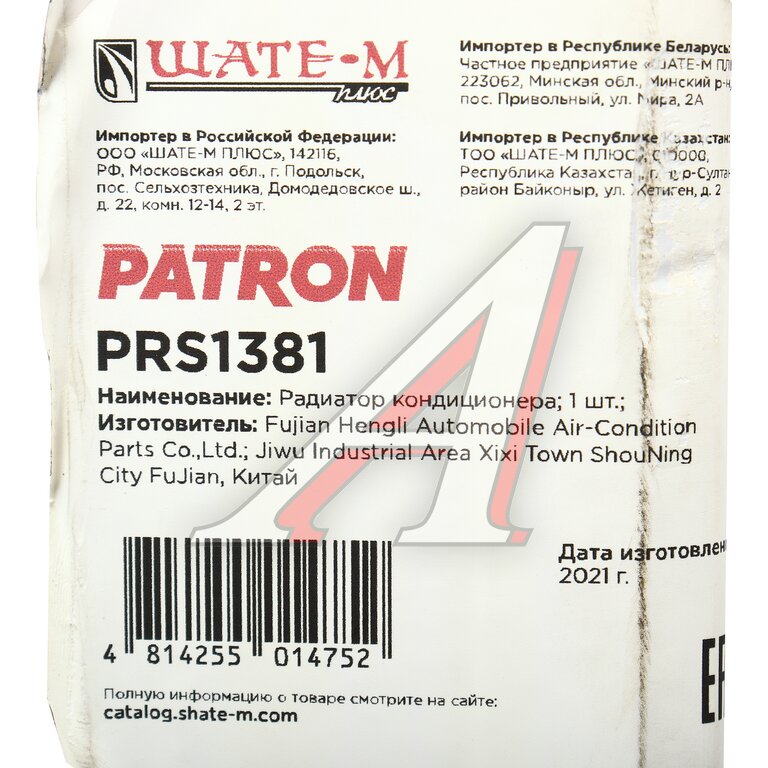 ШАТЕ-М
плюс
Импортер в Российской Федерации:
ООО «ШАТЕ-М ПЛЮС», 142116,
РФ, Московская обл., г. Подольск,
пос. Сельхозтехника, Домодедовское ш.,
д. 22, комн. 12-14, 2 эт.
Импортер в Республике Беларусь:
Частное предприятие «ШАТЕ-М ПЛ
223062, Минская обл., Минский р-н
пос. Привольный, ул. Мира, 2А
Импортер в Республике Казахстан:
ТОО «ШАТЕ-М ПЛЮС»,
Республика Казахстан,
район Байконыр, ул. Жетиген, д. 2
PATRON
PRS1381
Наименование: Радиатор кондиционера; 1 шт.;
Изготовитель: Fujian Hengli Automobile Air-Condition
Parts Co.,Ltd.; Jiwu Industrial Area Xixi Town ShouNing
City FuJian, Китай
Дата изготовлен
2021 г.
4 814255 014752
Полную информацию о товаре смотрите на сайте:
catalog.shate-m.com